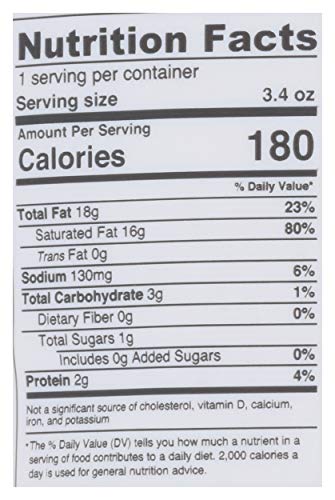 Nutrition Facts
1 serving per container
Serving size 3.4 oz
Amount Per Serving
Calories 180
% Daily Value*
Total Fat 18g 23%
Saturated Fat 16g 80%
Trans Fat 0g
Sodium 130mg 6%
Total Carbohydrate 3g 1%
Dietary Fiber 0g 0%
Total Sugars 1g
Includes 0g Added Sugars 0%
Protein 2g 4%
Not a significant source of cholesterol, vitamin D, calcium,
iron, and potassium
*The % Daily Value (DV) tells you how much a nutrient in a
serving of food contributes to a daily diet. 2,000 calories a
day is used for general nutrition advice.